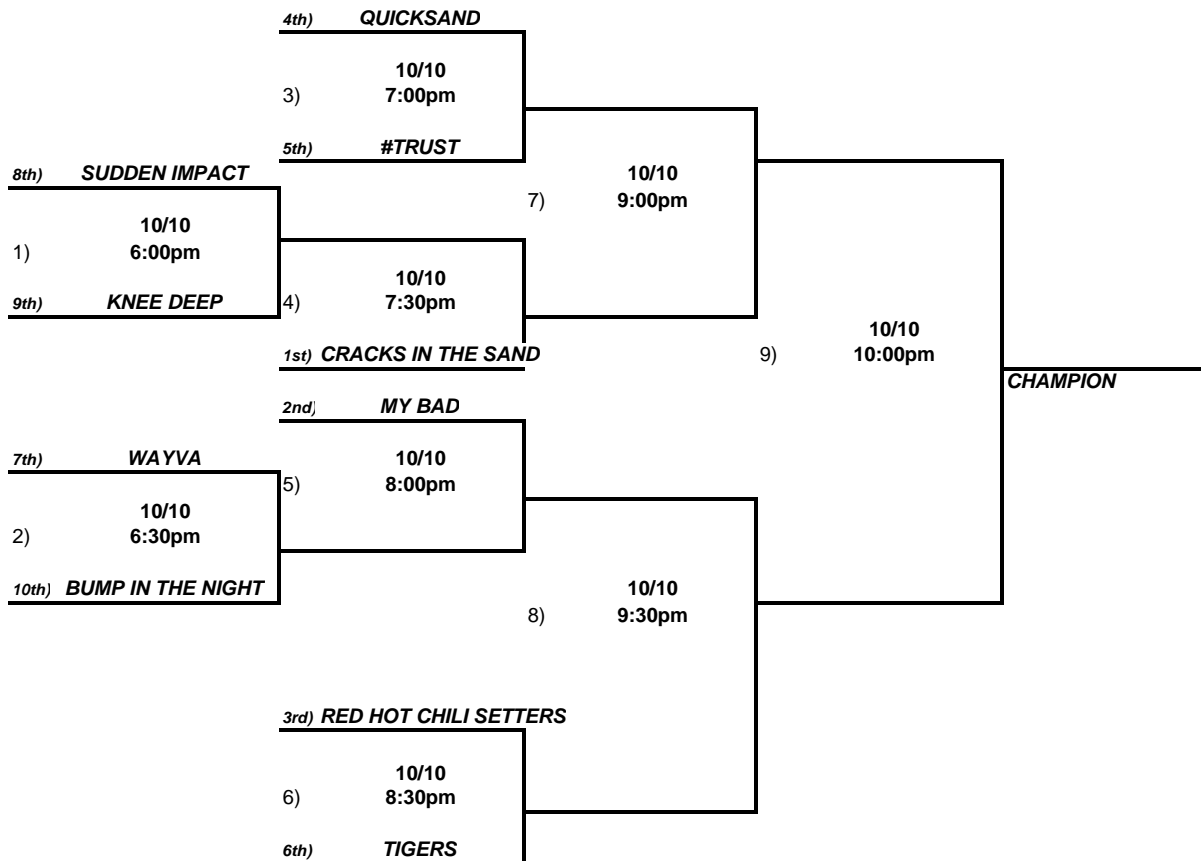 4th) QUICKSAND
10/10
3) 7:00pm
5th) #TRUST
8th) SUDDEN IMPACT
10/10
7) 9:00pm
10/10
1) 6:00pm
10/10
9th) KNEE DEEP
4) 7:30pm
10/10
1st) CRACKS IN THE SAND
9) 10:00pm
CHAMPION
2nd) MY BAD
7th) WAYVA
10/10
5) 8:00pm
10/10
2) 6:30pm
10th) BUMP IN THE NIGHT
10/10
8) 9:30pm
3rd) RED HOT CHILI SETTERS
10/10
6) 8:30pm
6th) TIGERS